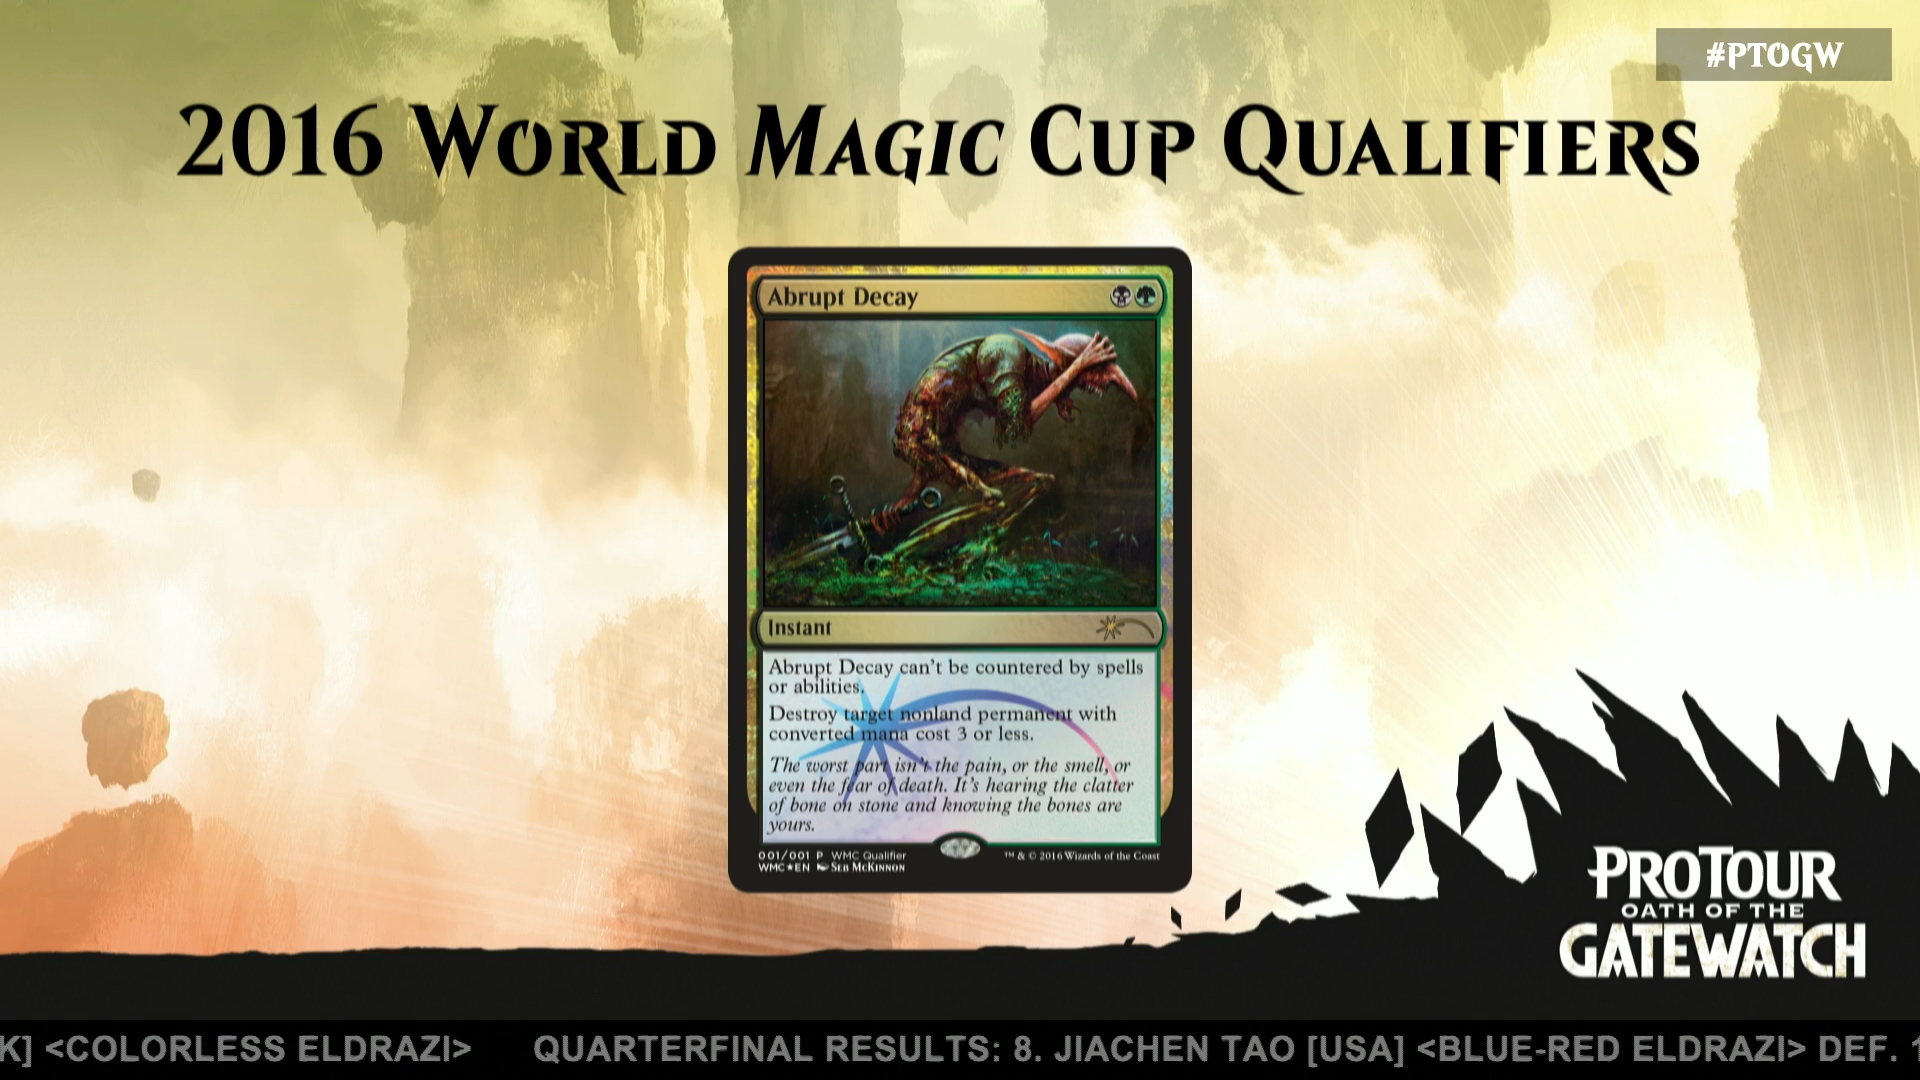 #PTOGW
2016 World Magic Cup Qualifiers
Abrupt Decay
Instant
Abrupt Decay can't be countered by spells
or abilities.
Destroy target nonland permanent with
converted mana cost 3 or less.
The worst part isn't the pain, or the smell, or
even the fear of death. It's hearing the clatter
of bone on stone and knowing the bones are
yours.
001/001 P WMC Qualifier
WMC★EN Seb McKinnon
™ & © 2016 Wizards of the Coast
PROTOUR
OATH OF THE
GATEWATCH
K] <COLORLESS ELDRAZI> QUARTERFINAL RESULTS: 8. JIACHEN TAO [USA] <BLUE-RED ELDRAZI> DEF. 1